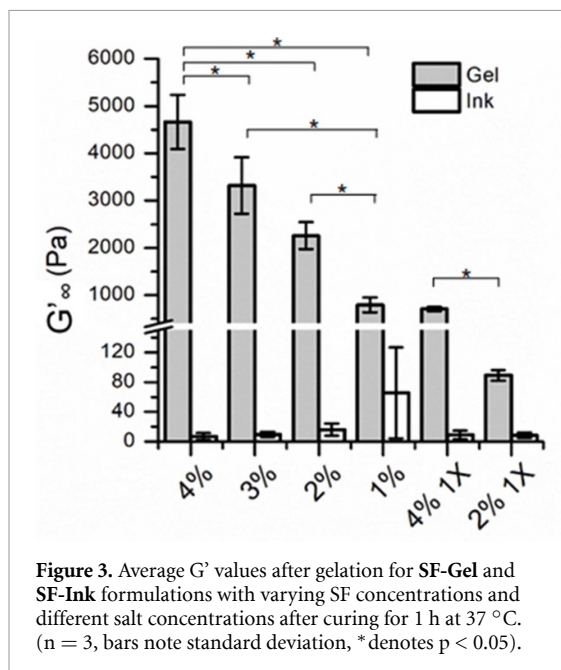 6000
5000
4000
3000
2000
1000
120
80
40
0
G'∞ (Pa)
Gel
Ink
*
*
*
*
*
*
4% 3% 2% 1% 4% 1X 2% 1X
Figure 3. Average G’ values after gelation for SF-Gel and
SF-Ink formulations with varying SF concentrations and
different salt concentrations after curing for 1 h at 37 °C.
(n = 3, bars note standard deviation, *denotes p < 0.05).